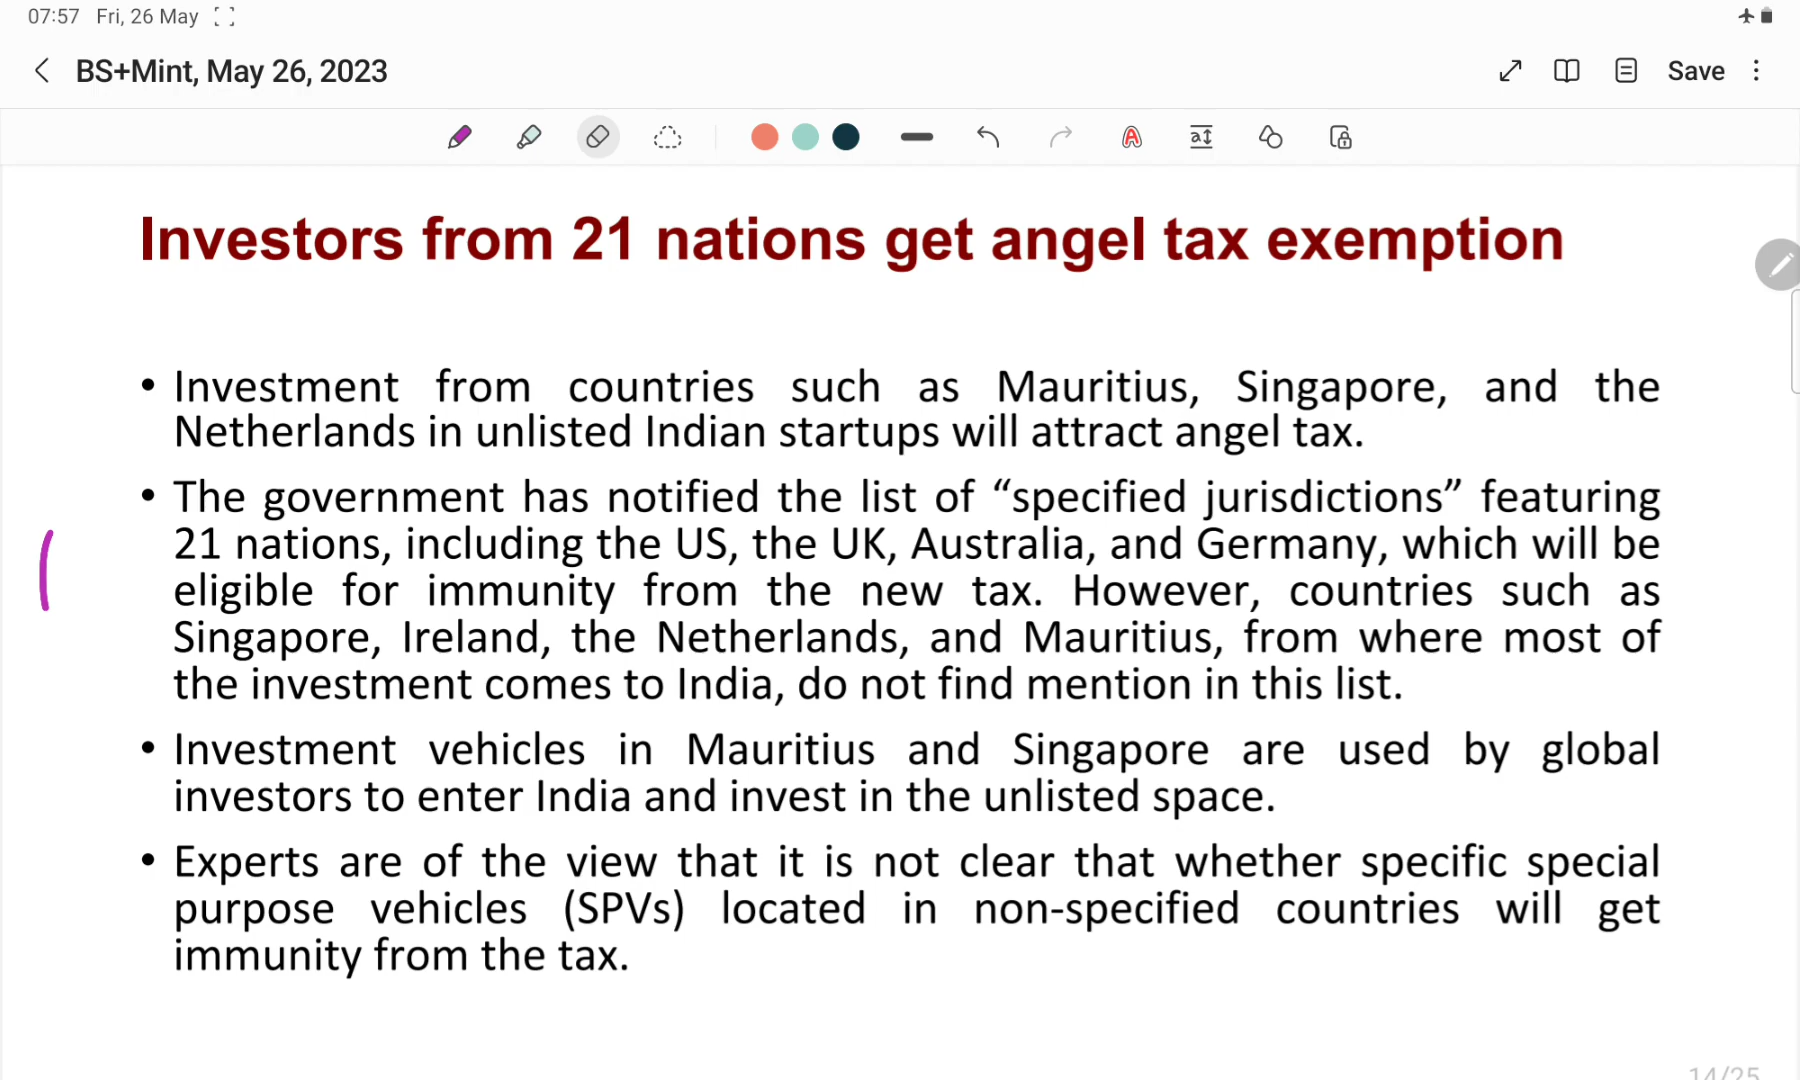 07:57 Fri, 26 May
BS+Mint, May 26, 2023
Save
A
a
Investors from 21 nations get angel tax exemption
• Investment from countries such as Mauritius, Singapore, and the
Netherlands in unlisted Indian startups will attract angel tax.
• The government has notified the list of “specified jurisdictions” featuring
21 nations, including the US, the UK, Australia, and Germany, which will be
eligible for immunity from the new tax. However, countries such as
Singapore, Ireland, the Netherlands, and Mauritius, from where most of
the investment comes to India, do not find mention in this list.
• Investment vehicles in Mauritius and Singapore are used by global
investors to enter India and invest in the unlisted space.
• Experts are of the view that it is not clear that whether specific special
purpose vehicles (SPVs) located in non-specified countries will get
immunity from the tax.
14/25